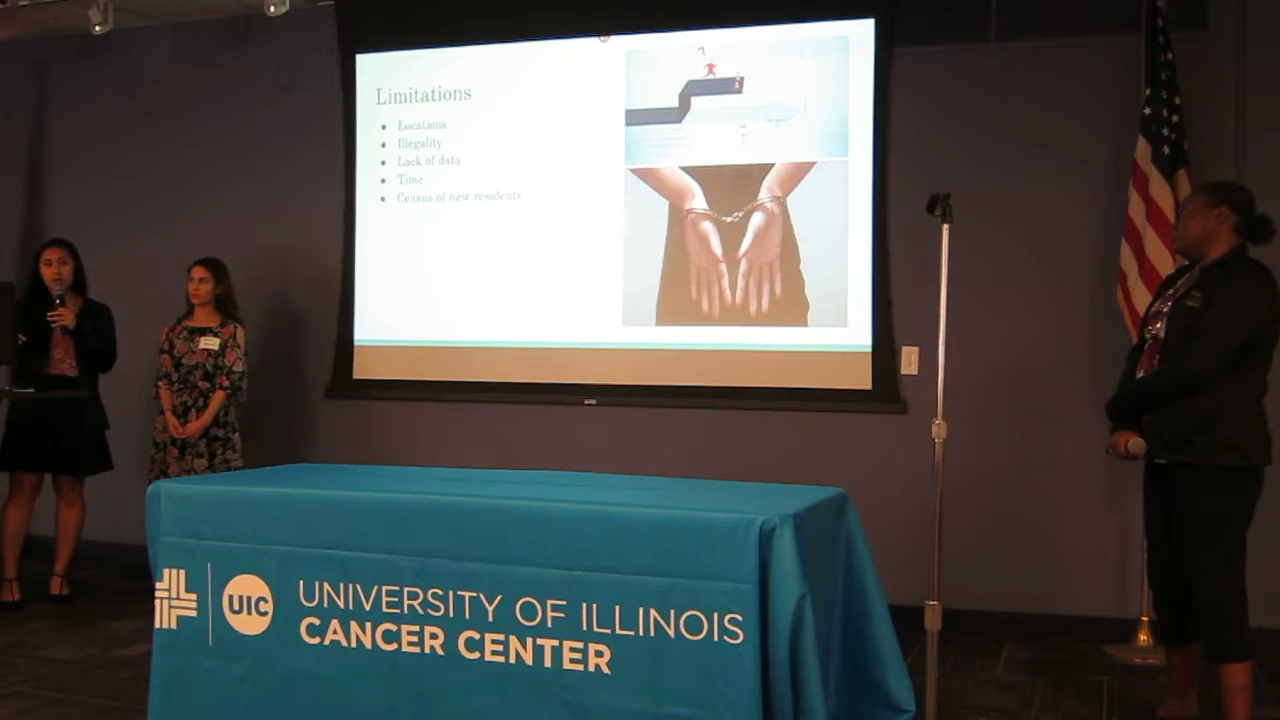 Limitations
Locations
Illegality
Lack of data
Time
Census of new residents
UIC
UNIVERSITY OF ILLINOIS
CANCER CENTER